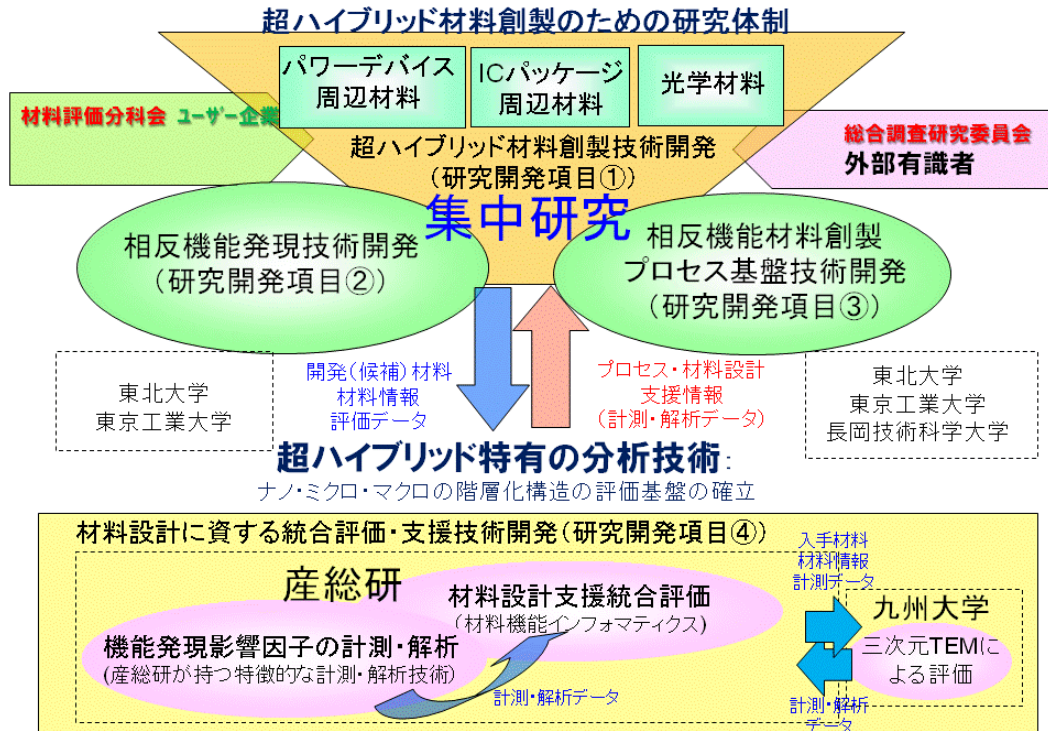 超ハイブリッド材料創製のための研究体制
パワーデバイス
周辺材料
ICパッケージ
周辺材料
光学材料
材料評価分科会 ユーザー企業
総合調査研究委員会
外部有識者
超ハイブリッド材料創製技術開発
(研究開発項目①)
集中研究
相反機能発現技術開発
(研究開発項目②)
相反機能材料創製
プロセス基盤技術開発
(研究開発項目③)
東北大学
東京工業大学
開発(候補)材料
材料情報
評価データ
プロセス・材料設計
支援情報
(計測・解析データ)
東北大学
東京工業大学
長岡技術科学大学
超ハイブリッド特有の分析技術:
ナノ・ミクロ・マクロの階層化構造の評価基盤の確立
材料設計に資する統合評価・支援技術開発(研究開発項目④)
産総研
材料設計支援統合評価
(材料機能インフォマティクス)
機能発現影響因子の計測・解析
(産総研が持つ特徴的な計測・解析技術)
計測・解析データ
入手材料
材料情報
計測データ
九州大学
三次元TEMに
よる評価
計測・解析
データ